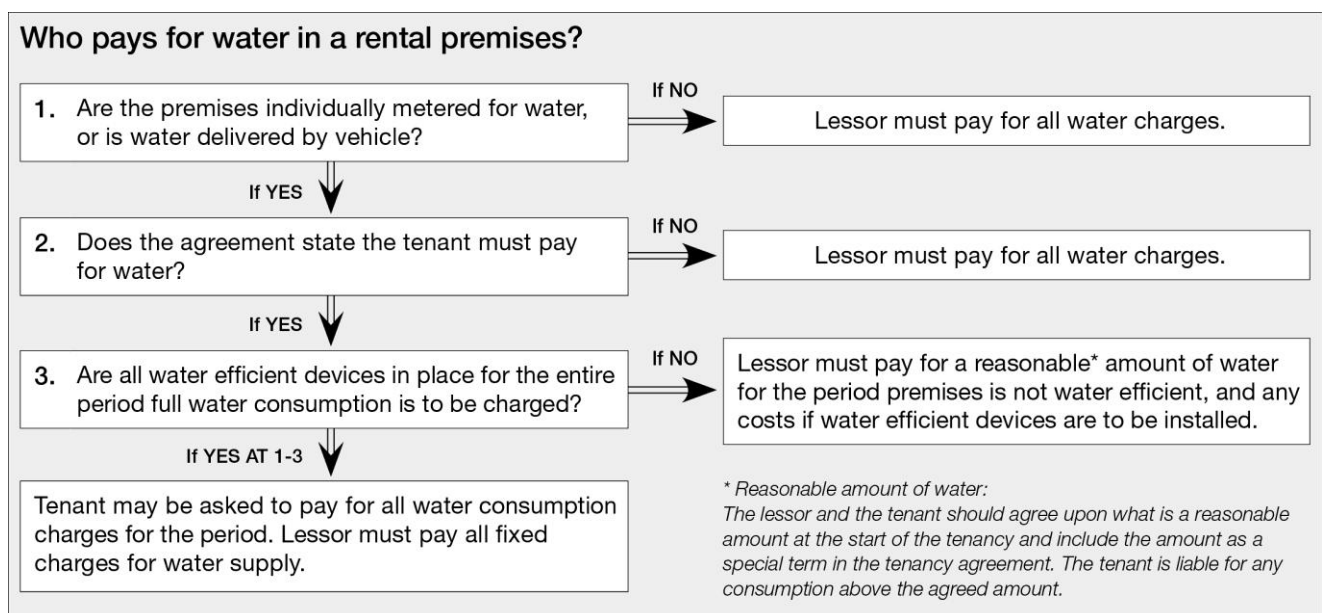 Who pays for water in a rental premises?
1. Are the premises individually metered for water,
or is water delivered by vehicle?
If NO
Lessor must pay for all water charges.
If YES
2. Does the agreement state the tenant must pay
for water?
If NO
Lessor must pay for all water charges.
If YES
3. Are all water efficient devices in place for the entire
period full water consumption is to be charged?
If NO
Lessor must pay for a reasonable* amount of water
for the period premises is not water efficient, and any
costs if water efficient devices are to be installed.
If YES AT 1-3
Tenant may be asked to pay for all water consumption
charges for the period. Lessor must pay all fixed
charges for water supply.
* Reasonable amount of water:
The lessor and the tenant should agree upon what is a reasonable
amount at the start of the tenancy and include the amount as a
special term in the tenancy agreement. The tenant is liable for any
consumption above the agreed amount.